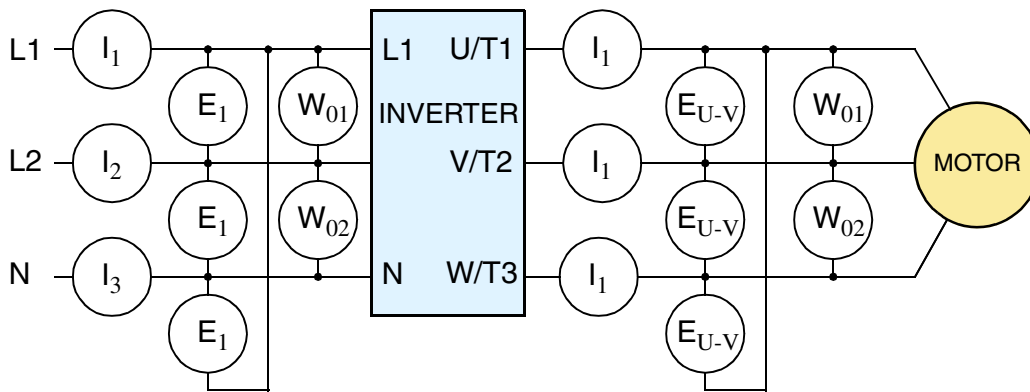 L1 I1 L1 U/T1 I1
E1 W01 EU-V W01
INVERTER
L2 I2 V/T2 I1 MOTOR
E1 W02 EU-V W02
N I3 N W/T3 I1
E1 EU-V